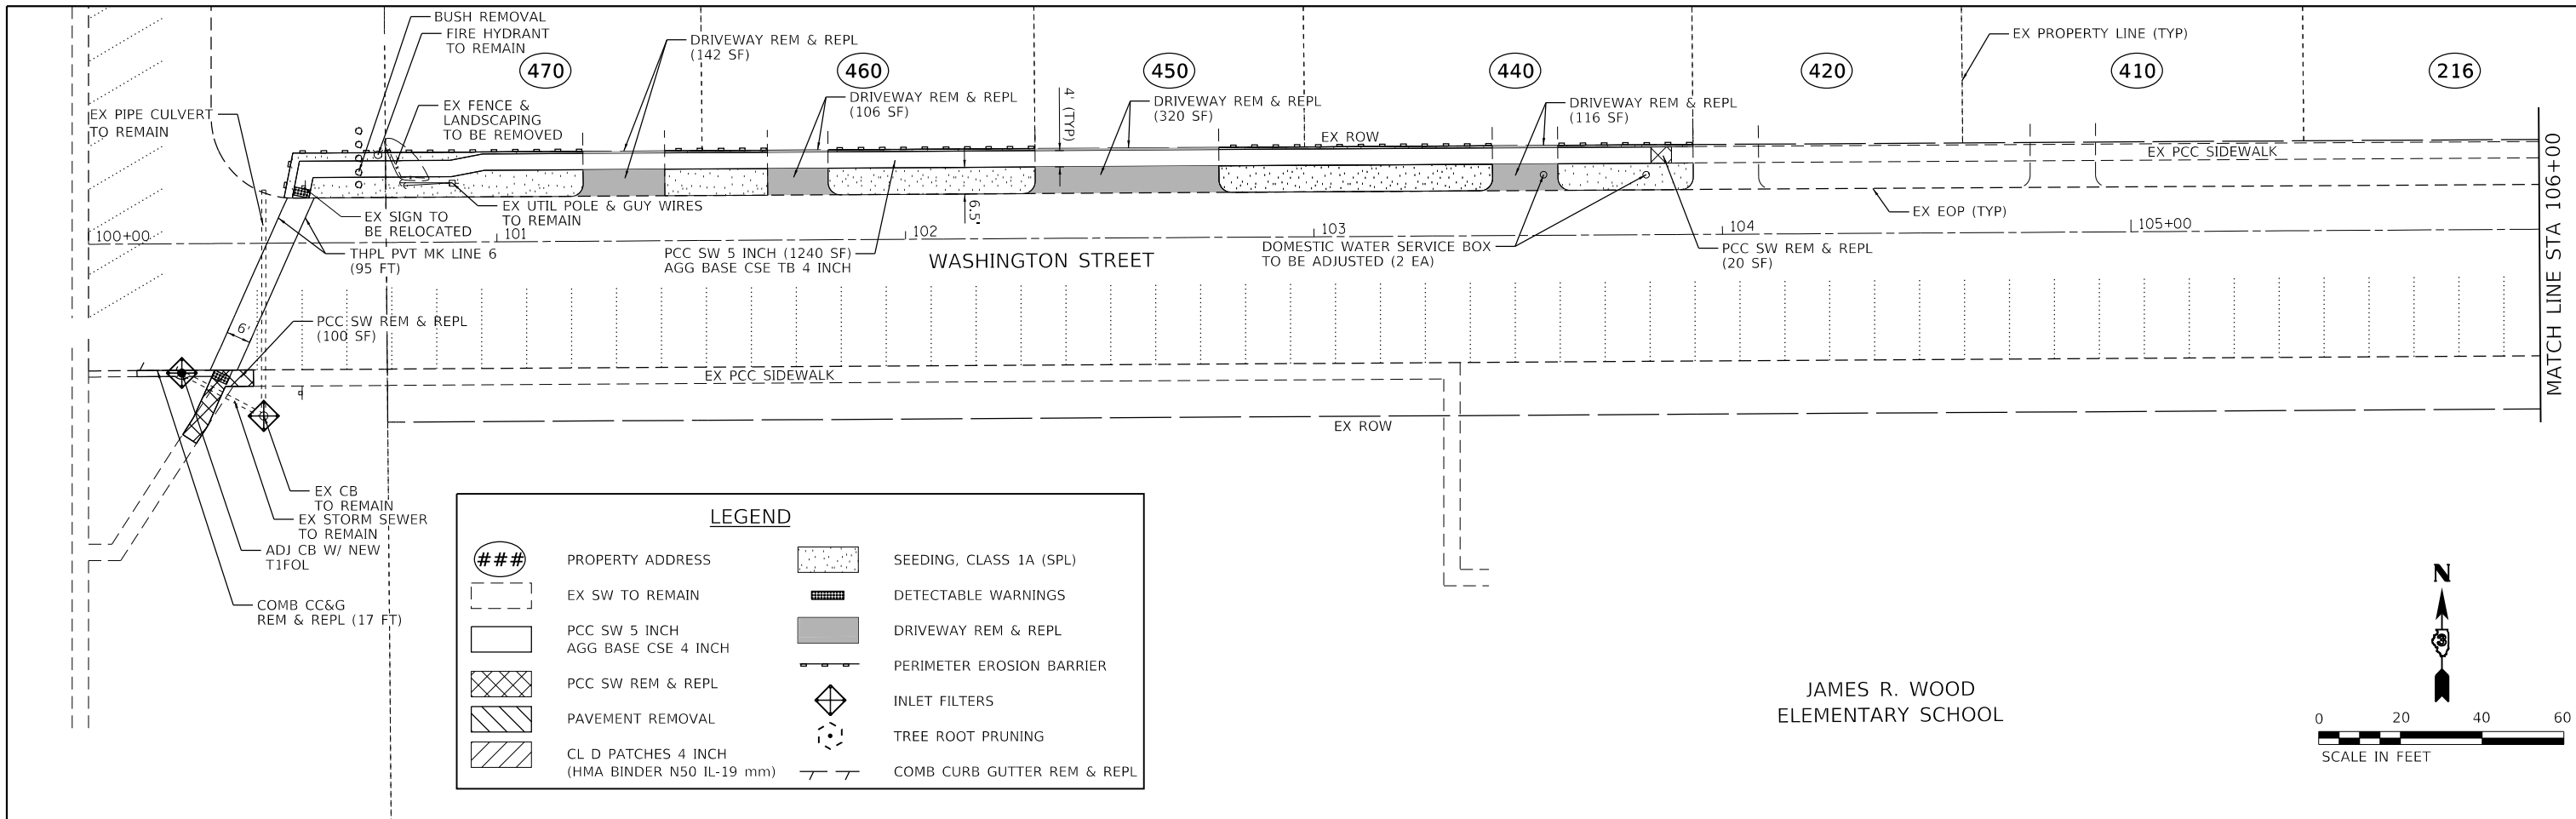 BUSH REMOVAL
FIRE HYDRANT
TO REMAIN
DRIVEWAY REM & REPL
(142 SF)
EX PROPERTY LINE (TYP)
470
460
450
440
420
410
216
EX PIPE CULVERT
TO REMAIN
EX FENCE &
LANDSCAPING
TO BE REMOVED
DRIVEWAY REM & REPL
(106 SF)
4' (TYP)
DRIVEWAY REM & REPL
(320 SF)
DRIVEWAY REM & REPL
(116 SF)
EX ROW
EX PCC SIDEWALK
MATCH LINE STA 106+00
EX SIGN TO
BE RELOCATED
EX UTIL POLE & GUY WIRES
TO REMAIN
6.5'
EX EOP (TYP)
100+00
101
102
103
104
105+00
THPL PVT MK LINE 6
(95 FT)
PCC SW 5 INCH (1240 SF)
AGG BASE CSE TB 4 INCH
WASHINGTON STREET
DOMESTIC WATER SERVICE BOX
TO BE ADJUSTED (2 EA)
PCC SW REM & REPL
(20 SF)
6'
PCC SW REM & REPL
(100 SF)
EX PCC SIDEWALK
EX ROW
EX CB
TO REMAIN
EX STORM SEWER
TO REMAIN
ADJ CB W/ NEW
T1FOL
COMB CC&G
REM & REPL (17 FT)
LEGEND
###
PROPERTY ADDRESS
EX SW TO REMAIN
PCC SW 5 INCH
AGG BASE CSE 4 INCH
PCC SW REM & REPL
PAVEMENT REMOVAL
CL D PATCHES 4 INCH
(HMA BINDER N50 IL-19 mm)
SEEDING, CLASS 1A (SPL)
DETECTABLE WARNINGS
DRIVEWAY REM & REPL
PERIMETER EROSION BARRIER
INLET FILTERS
TREE ROOT PRUNING
COMB CURB GUTTER REM & REPL
JAMES R. WOOD
ELEMENTARY SCHOOL
N
3
0 20 40 60
SCALE IN FEET